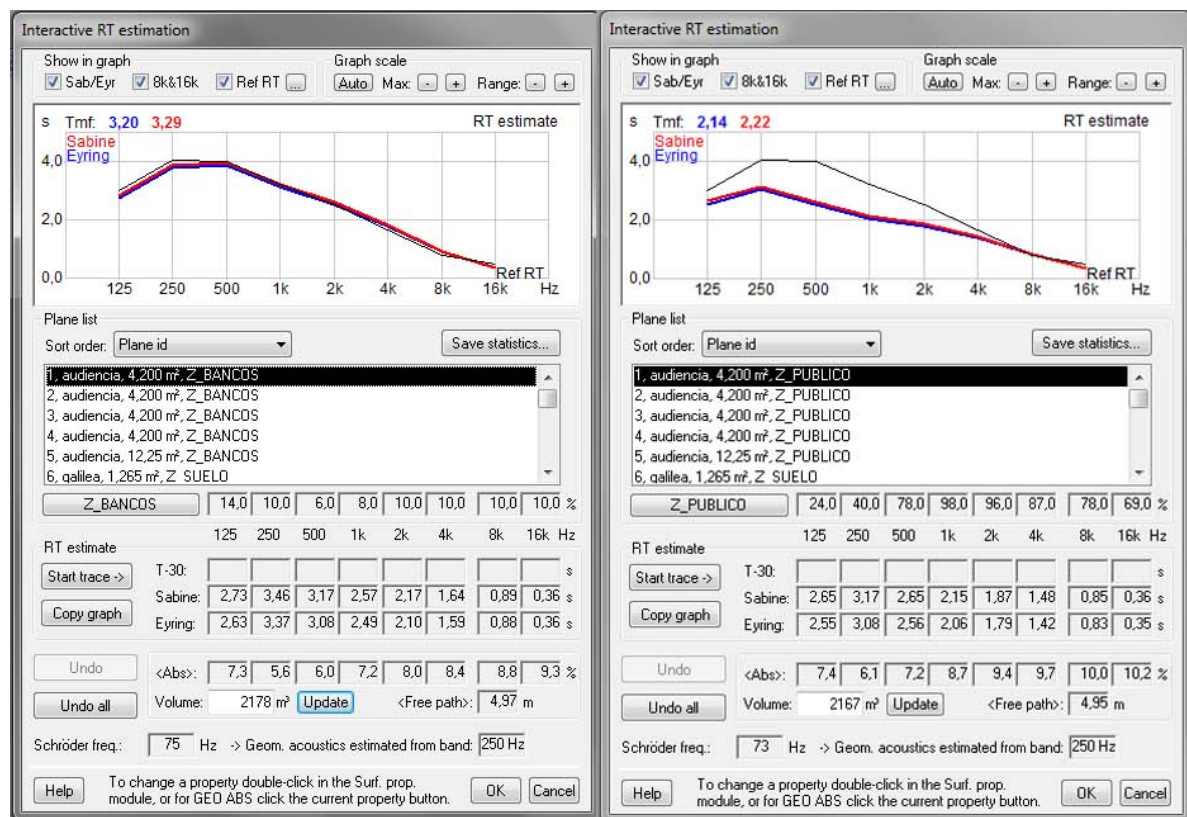 Interactive RT estimation
Show in graph
Graph scale
Sab/Eyr 8k&16k Ref RT ... Auto Max: - + Range: - +
s Tmf: 3,20 3,29 RT estimate
Sabine
Eyring
4,0
2,0
0,0
Ref RT
125 250 500 1k 2k 4k 8k 16k Hz
Plane list
Sort order: Plane id Save statistics...
1, audiencia, 4,200 m², Z_BANCOS
2, audiencia, 4,200 m², Z_BANCOS
3, audiencia, 4,200 m², Z_BANCOS
4, audiencia, 4,200 m², Z_BANCOS
5, audiencia, 12,25 m², Z_BANCOS
6, galilea, 1,265 m², Z_SUELO
Z_BANCOS 14,0 10,0 6,0 8,0 10,0 10,0 10,0 10,0 %
125 250 500 1k 2k 4k 8k 16k Hz
RT estimate
Start trace -> T-30: s
Sabine: 2,73 3,46 3,17 2,57 2,17 1,64 0,89 0,36 s
Copy graph
Eyring: 2,63 3,37 3,08 2,49 2,10 1,59 0,88 0,36 s
Undo <Abs>: 7,3 5,6 6,0 7,2 8,0 8,4 8,8 9,3 %
Undo all Volume: 2178 m³ Update <Free path>: 4,97 m
Schröder freq.: 75 Hz -> Geom. acoustics estimated from band: 250 Hz
Help To change a property double-click in the Surf. prop.
module, or for GEO ABS click the current property button. OK Cancel
Interactive RT estimation
Show in graph
Graph scale
Sab/Eyr 8k&16k Ref RT ... Auto Max: - + Range: - +
s Tmf: 2,14 2,22 RT estimate
Sabine
Eyring
4,0
2,0
0,0
Ref RT
125 250 500 1k 2k 4k 8k 16k Hz
Plane list
Sort order: Plane id Save statistics...
1, audiencia, 4,200 m², Z_PUBLICO
2, audiencia, 4,200 m², Z_PUBLICO
3, audiencia, 4,200 m², Z_PUBLICO
4, audiencia, 4,200 m², Z_PUBLICO
5, audiencia, 12,25 m², Z_PUBLICO
6, galilea, 1,265 m², Z_SUELO
Z_PUBLICO 24,0 40,0 78,0 98,0 96,0 87,0 78,0 69,0 %
125 250 500 1k 2k 4k 8k 16k Hz
RT estimate
Start trace -> T-30: s
Sabine: 2,65 3,17 2,65 2,15 1,87 1,48 0,85 0,36 s
Copy graph
Eyring: 2,55 3,08 2,56 2,06 1,79 1,42 0,83 0,35 s
Undo <Abs>: 7,4 6,1 7,2 8,7 9,4 9,7 10,0 10,2 %
Undo all Volume: 2167 m³ Update <Free path>: 4,95 m
Schröder freq.: 73 Hz -> Geom. acoustics estimated from band: 250 Hz
Help To change a property double-click in the Surf. prop.
module, or for GEO ABS click the current property button. OK Cancel